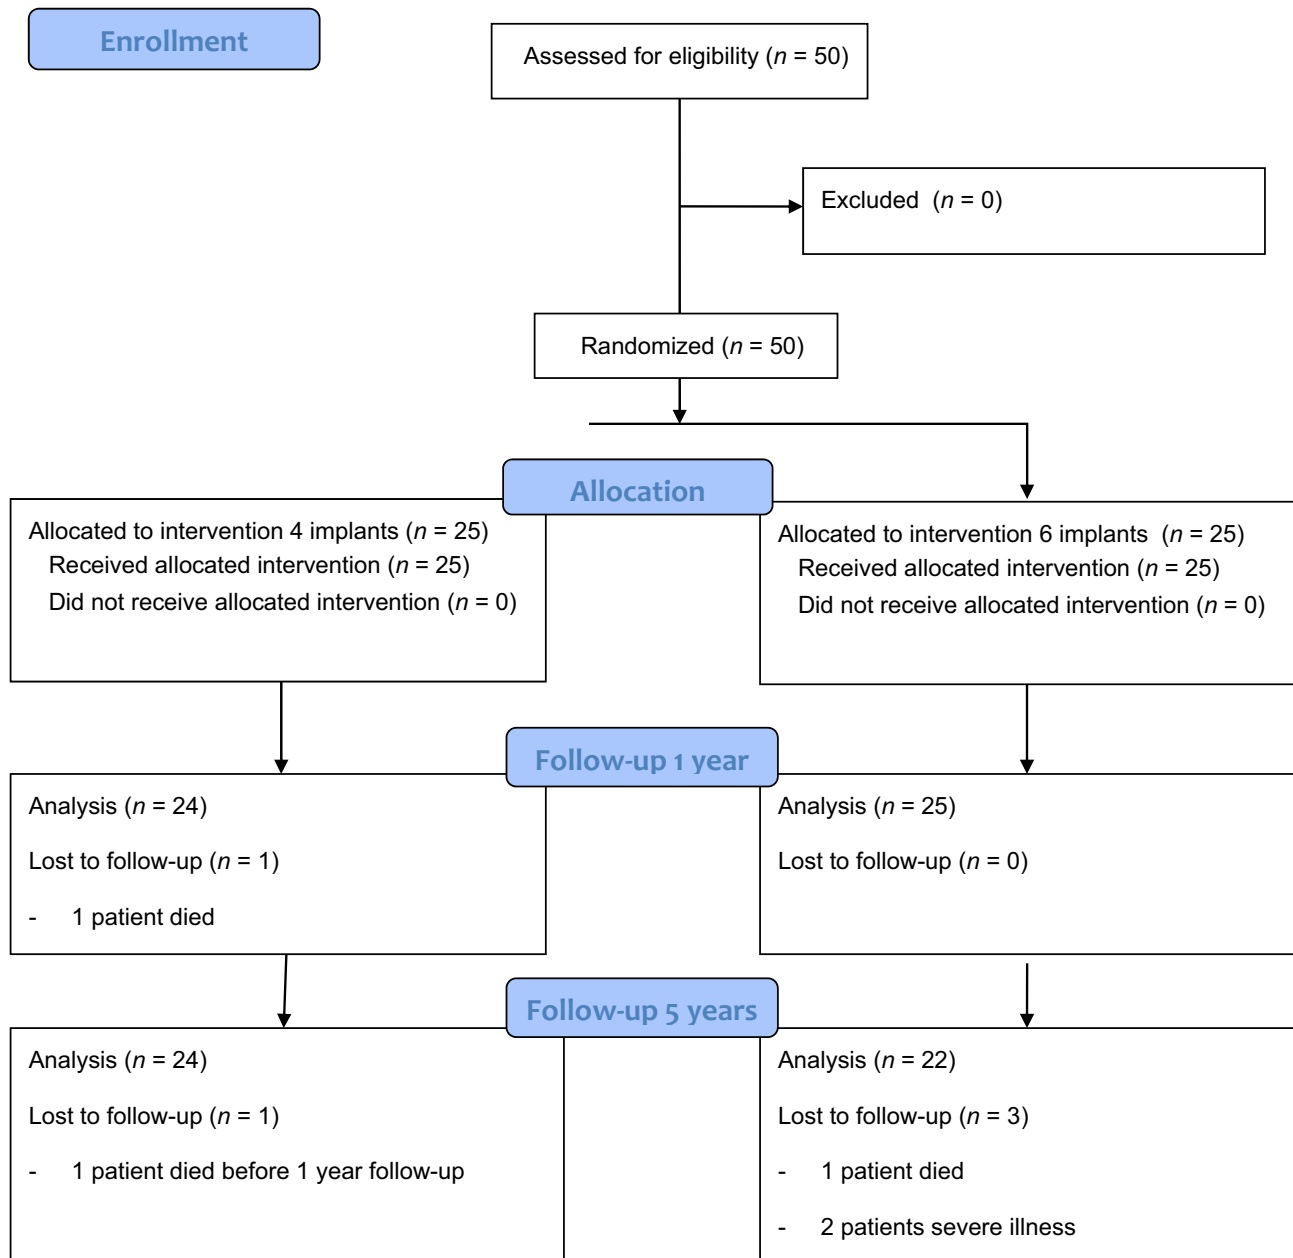 Enrollment
Assessed for eligibility (n = 50)
Excluded (n = 0)
Randomized (n = 50)
Allocation
Allocated to intervention 4 implants (n = 25)
Received allocated intervention (n = 25)
Did not receive allocated intervention (n = 0)
Allocated to intervention 6 implants (n = 25)
Received allocated intervention (n = 25)
Did not receive allocated intervention (n = 0)
Follow-up 1 year
Analysis (n = 24)
Lost to follow-up (n = 1)
- 1 patient died
Analysis (n = 25)
Lost to follow-up (n = 0)
Follow-up 5 years
Analysis (n = 24)
Lost to follow-up (n = 1)
- 1 patient died before 1 year follow-up
Analysis (n = 22)
Lost to follow-up (n = 3)
- 1 patient died
- 2 patients severe illness